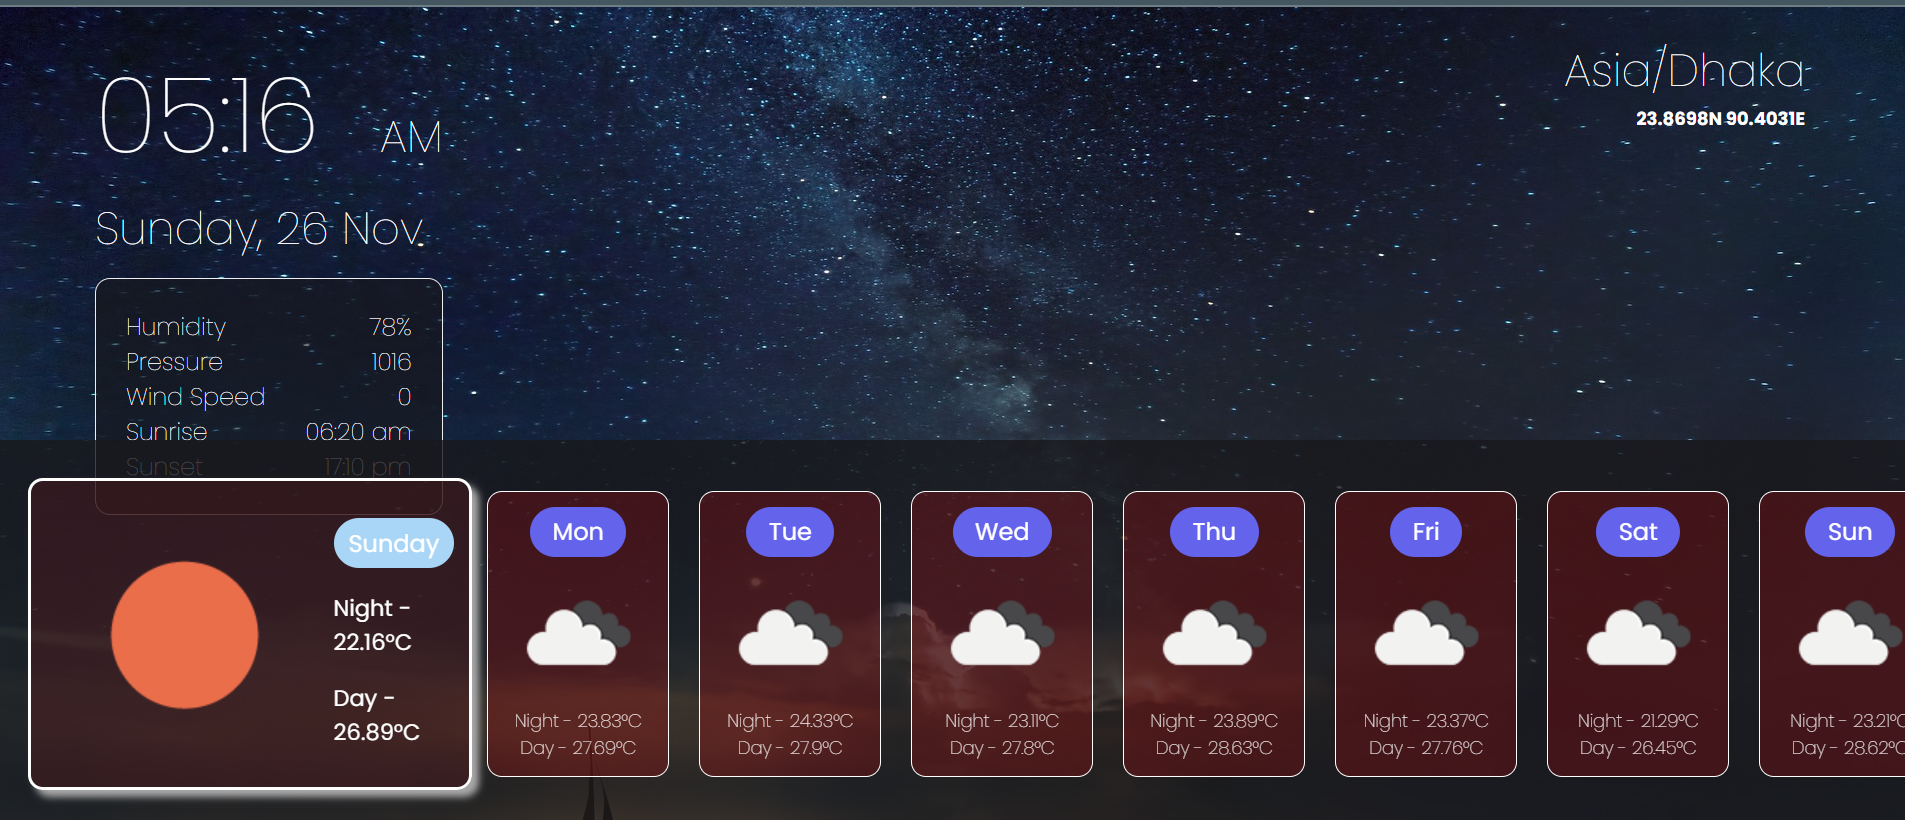 05:16 AM
Asia/Dhaka
23.8698N 90.4031E
Sunday, 26 Nov
Humidity 78%
Pressure 1016
Wind Speed 0
Sunrise 06:20 am
Sunset 17:10 pm
Sunday
Night -
22.16°C
Day -
26.89°C
Mon
Night - 23.83°C
Day - 27.69°C
Tue
Night - 24.33°C
Day - 27.9°C
Wed
Night - 23.11°C
Day - 27.8°C
Thu
Night - 23.89°C
Day - 28.63°C
Fri
Night - 23.37°C
Day - 27.76°C
Sat
Night - 21.29°C
Day - 26.45°C
Sun
Night - 23.21°C
Day - 28.62°C